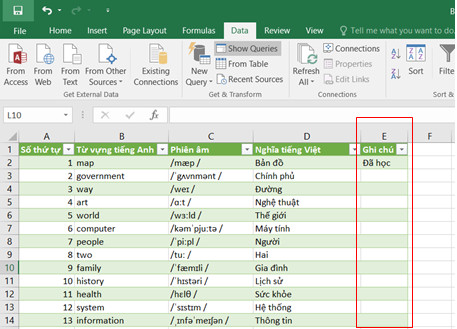 B
File Home Insert Page Layout Formulas Data Review View Tell me what you want to do.
From Access From Web From Text From Other Sources Existing Connections New Query Show Queries From Table Recent Sources Refresh All Connections Properties Edit Links Sort Filter
Get External Data Get & Transform Connections Sort &
L10 fx
A B C D E F G
1 Số thứ tự Từ vựng tiếng Anh Phiên âm Nghĩa tiếng Việt Ghi chú
2 1 map /mæp / Bản đồ Đã học
3 2 government /ˈgʌvnmənt / Chính phủ
4 3 way /weɪ / Đường
5 4 art /ɑːt / Nghệ thuật
6 5 world /wɜːld / Thế giới
7 6 computer /kəmˈpjuːtə / Máy tính
8 7 people /ˈpiːpl / Người
9 8 two /tuː / Hai
10 9 family /ˈfæmɪli / Gia đình
11 10 history /ˈhɪstəri / Lịch sử
12 11 health /hɛlθ / Sức khỏe
13 12 system /ˈsɪstɪm / Hệ thống
14 13 information /ˌɪnfəˈmeɪʃən / Thông tin